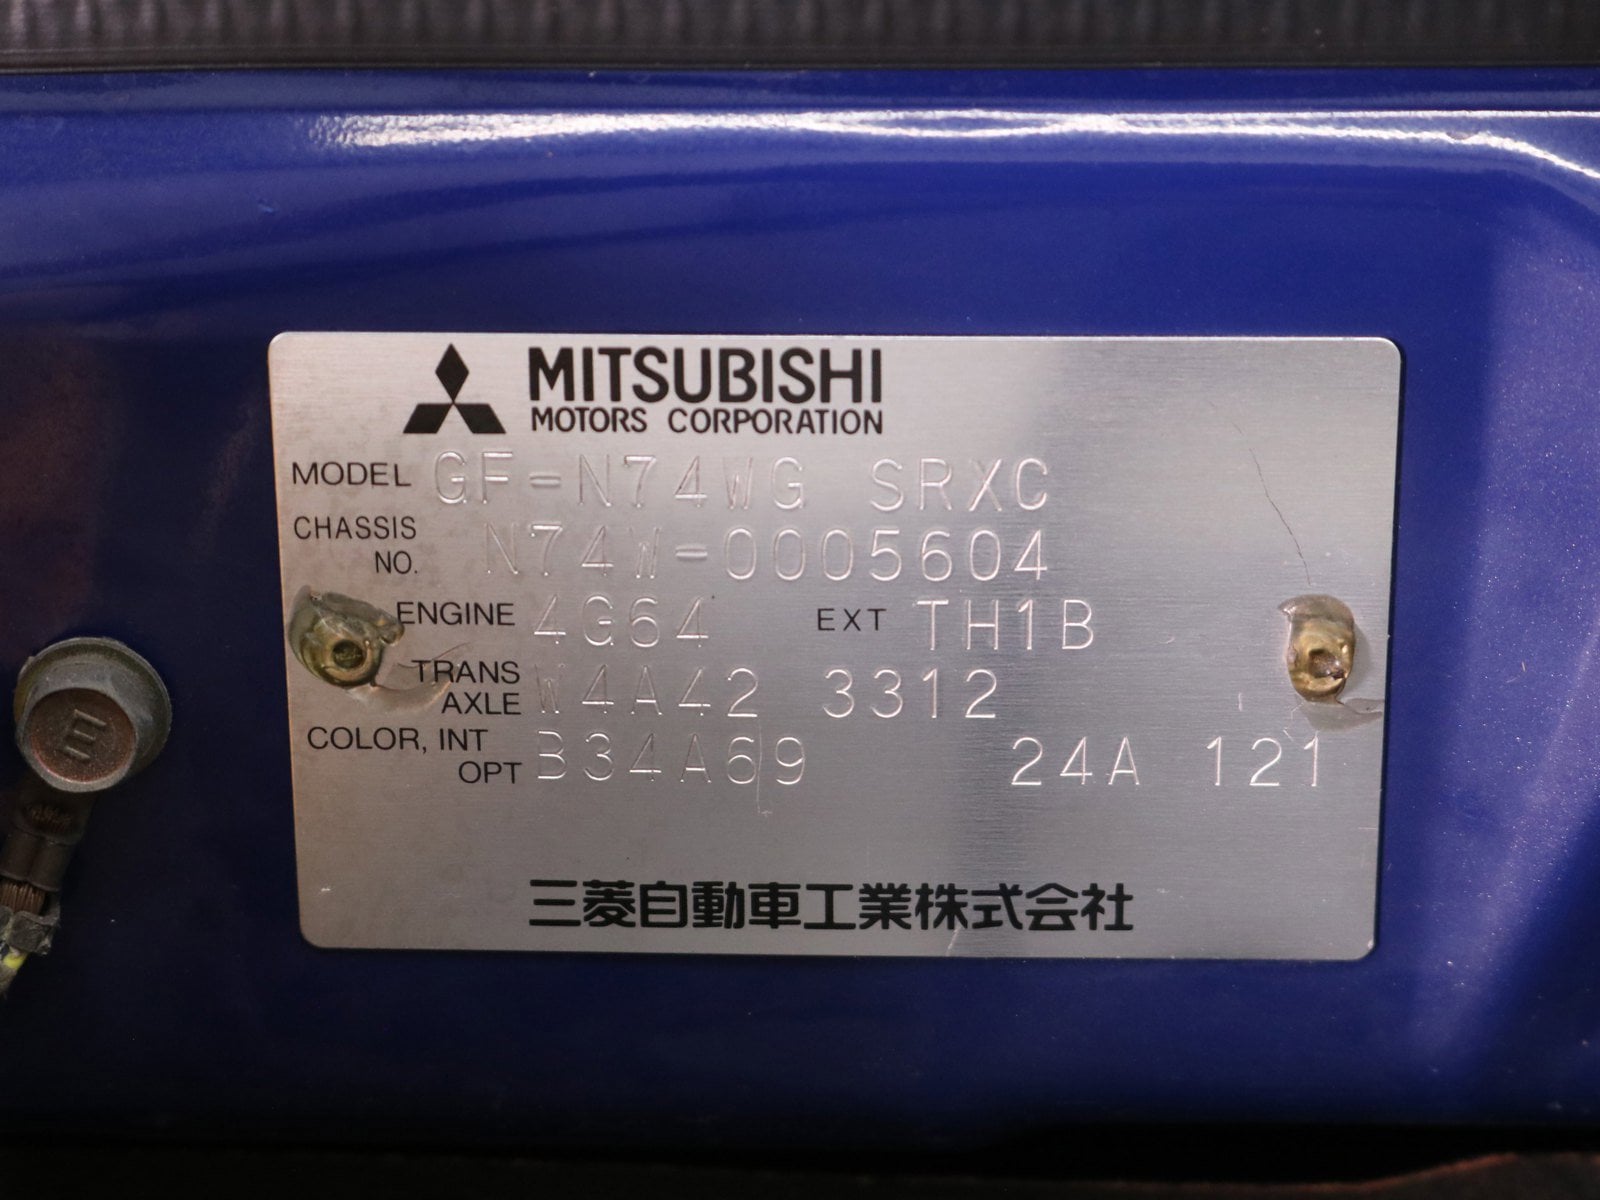 MITSUBISHI
MOTORS CORPORATION
MODEL GF-N74WG SRXC
CHASSIS
NO. N74W-0005604
ENGINE 4G64 EXT TH1B
TRANS
AXLE W4A42 3312
COLOR, INT
OPT B34A69 24A 121
三菱自動車工業株式会社
E